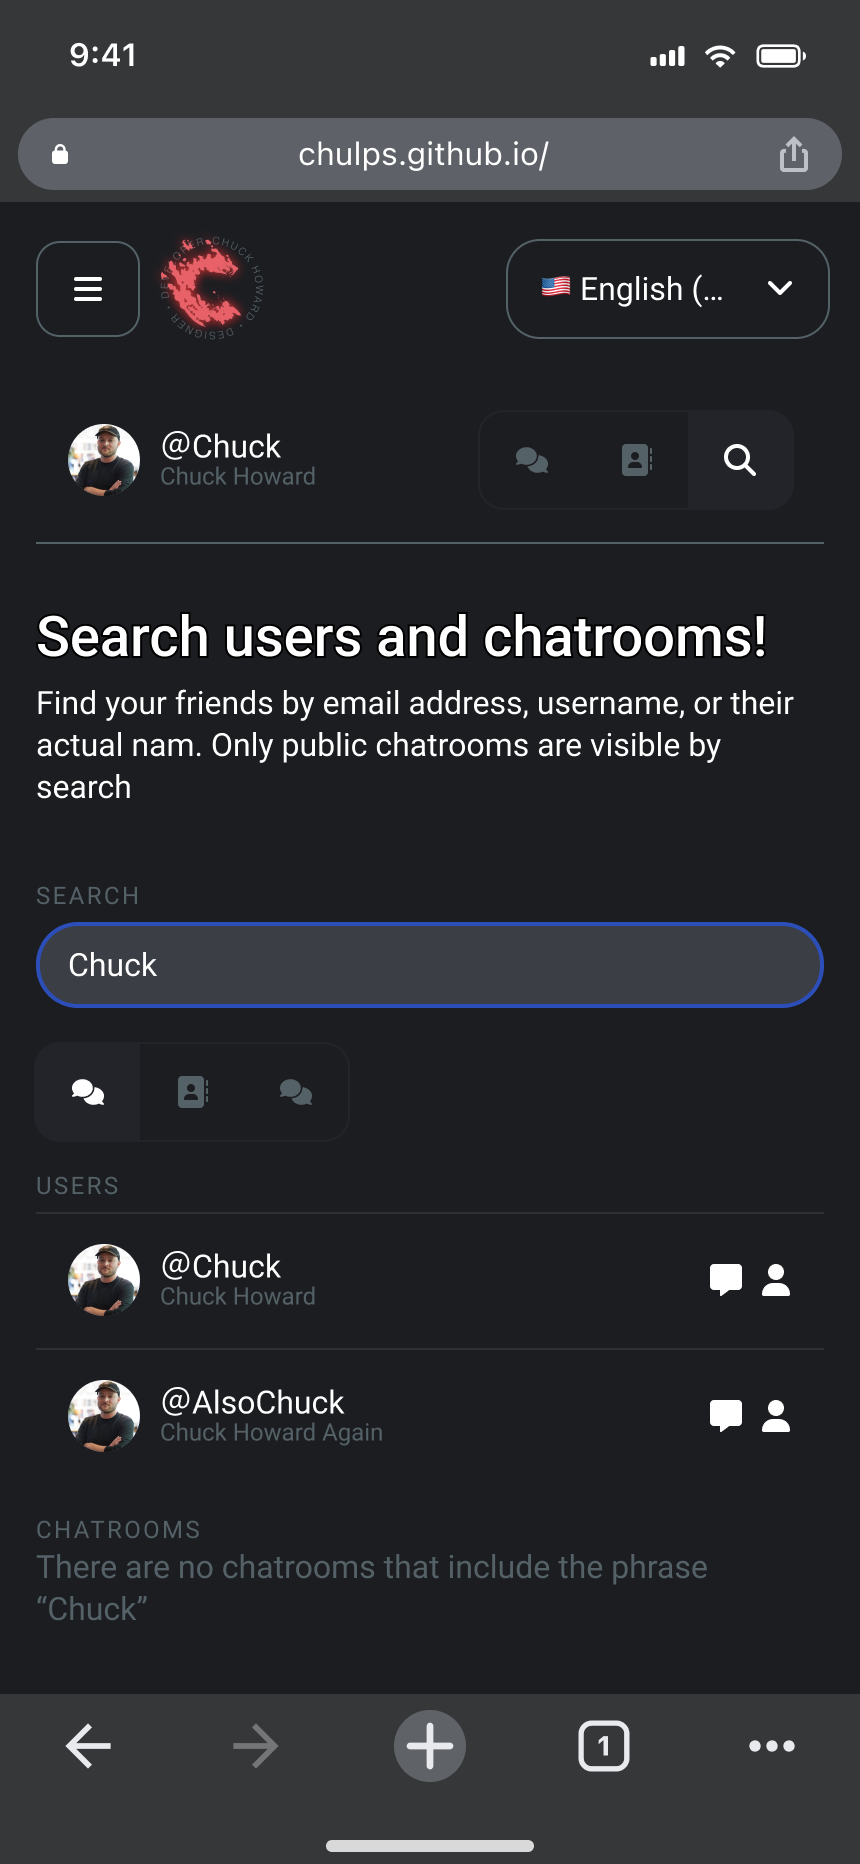 9:41
chulps.github.io/
DEVELOPER CHUCK HOWARD • DESIGNER •
English (...
@Chuck
Chuck Howard
Search users and chatrooms!
Find your friends by email address, username, or their
actual nam. Only public chatrooms are visible by
search
SEARCH
Chuck
USERS
@Chuck
Chuck Howard
@AlsoChuck
Chuck Howard Again
CHATROOMS
There are no chatrooms that include the phrase
“Chuck”
1